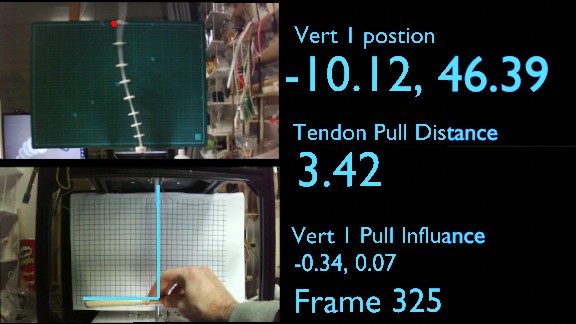 Vert 1 postion
-10.12, 46.39
Tendon Pull Distance
3.42
Vert 1 Pull Influance
-0.34, 0.07
Frame 325